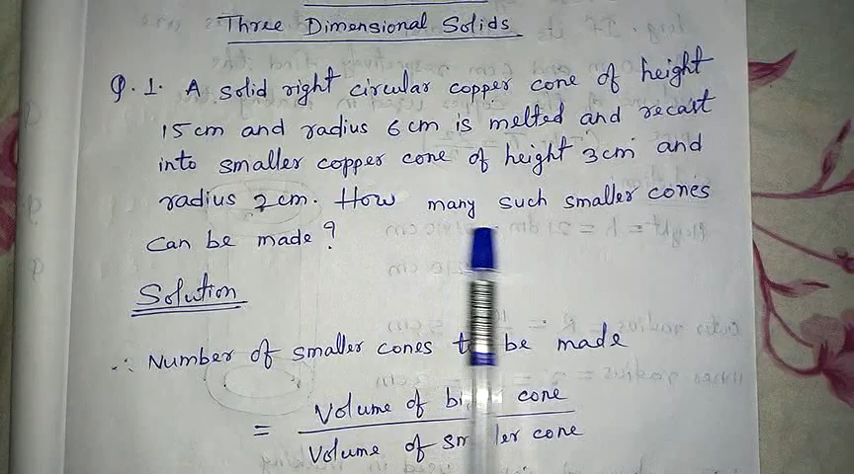 Three Dimensional Solids
Q.1. A solid right circular copper cone of height
15 cm and radius 6 cm is melted and recast
into smaller copper cone of height 3 cm and
radius 2 cm. How many such smaller cones
can be made?
Solution
∴ Number of smaller cones be made
= Volume of cone
Volume of cone